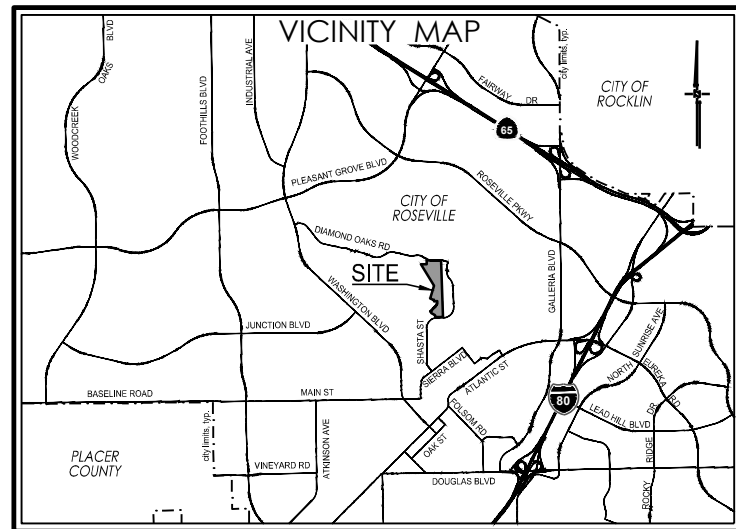 VICINITY MAP
WOODCREEK OAKS BLVD
FOOTHILLS BLVD
INDUSTRIAL AVE
FAIRWAY DR
city limits, typ.
CITY OF
ROCKLIN
65
PLEASANT GROVE BLVD
ROSEVILLE PKWY
CITY OF
ROSEVILLE
DIAMOND OAKS RD
SITE
WASHINGTON BLVD
GALLERIA BLVD
JUNCTION BLVD
SHASTA ST
SIERRA BLVD
ATLANTIC ST
NORTH SUNRISE AVE
EUREKA RD
BASELINE ROAD
MAIN ST
80
LEAD HILL BLVD
FOLSOM RD
OAK ST
city limits, typ.
ATKINSON AVE
PLACER
COUNTY
VINEYARD RD
DOUGLAS BLVD
ROCKY RIDGE DR